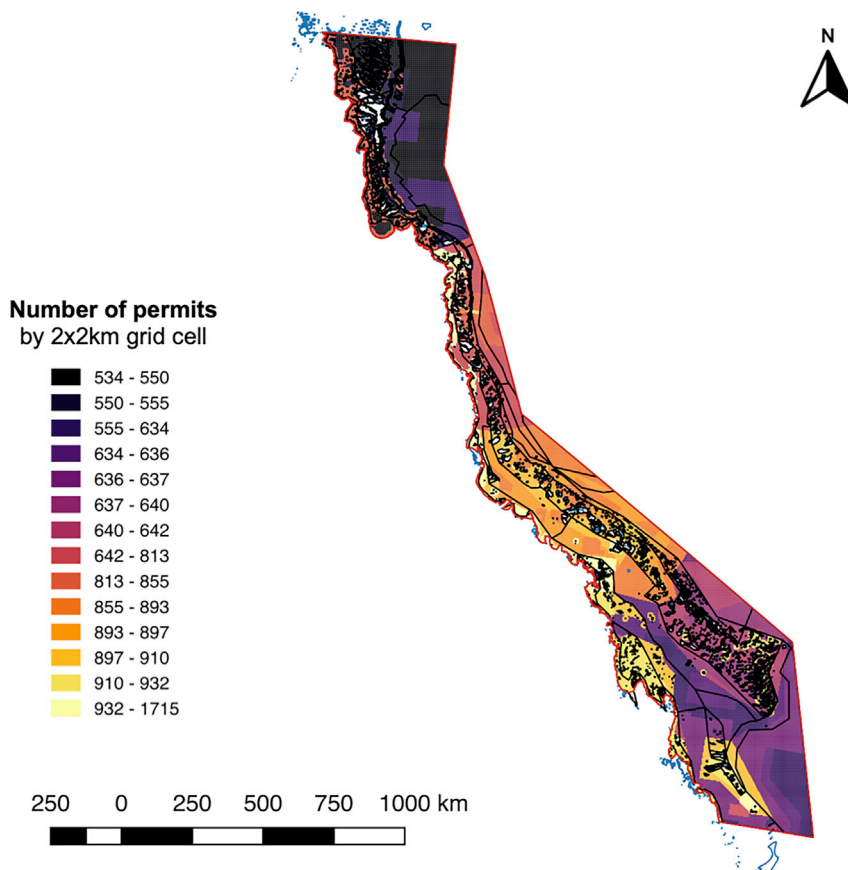 N
Number of permits
by 2x2km grid cell
534 - 550
550 - 555
555 - 634
634 - 636
636 - 637
637 - 640
640 - 642
642 - 813
813 - 855
855 - 893
893 - 897
897 - 910
910 - 932
932 - 1715
250 0 250 500 750 1000 km